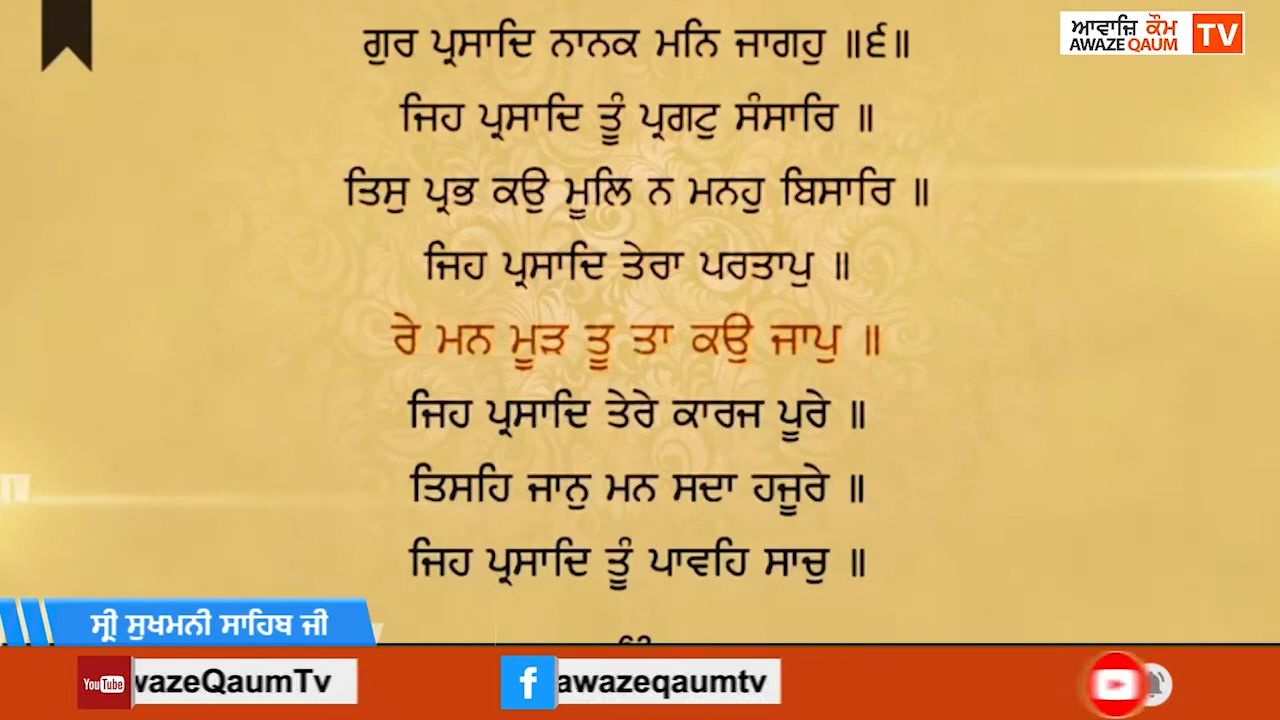 ਆਵਾਜ਼ਿ ਕੌਮ
AWAZE QAUM TV
ਗੁਰ ਪ੍ਰਸਾਦਿ ਨਾਨਕ ਮਨਿ ਜਾਗਹੁ ॥੬॥
ਜਿਹ ਪ੍ਰਸਾਦਿ ਤੂੰ ਪ੍ਰਗਟੁ ਸੰਸਾਰਿ ॥
ਤਿਸੁ ਪ੍ਰਭ ਕਉ ਮੂਲਿ ਨ ਮਨਹੁ ਬਿਸਾਰਿ ॥
ਜਿਹ ਪ੍ਰਸਾਦਿ ਤੇਰਾ ਪਰਤਾਪੁ ॥
ਰੇ ਮਨ ਮੂੜ ਤੂ ਤਾ ਕਉ ਜਾਪੁ ॥
ਜਿਹ ਪ੍ਰਸਾਦਿ ਤੇਰੇ ਕਾਰਜ ਪੂਰੇ ॥
ਤਿਸਹਿ ਜਾਨੁ ਮਨ ਸਦਾ ਹਜੂਰੇ ॥
ਜਿਹ ਪ੍ਰਸਾਦਿ ਤੂੰ ਪਾਵਹਿ ਸਾਚੁ ॥
ਸ੍ਰੀ ਸੁਖਮਨੀ ਸਾਹਿਬ ਜੀ
YouTube wazeQaumTv
f awazeqaumtv